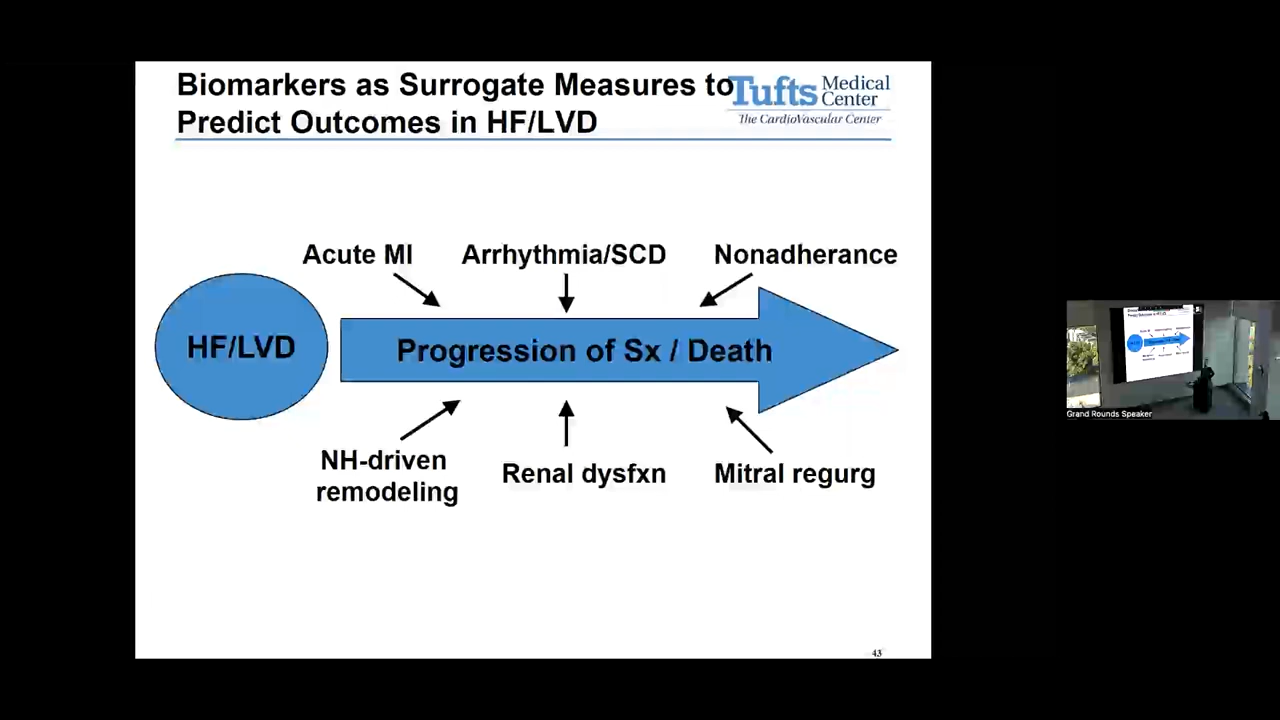 Biomarkers as Surrogate Measures to
Predict Outcomes in HF/LVD
Tufts Medical Center
The CardioVascular Center
Acute MI
Arrhythmia/SCD
Nonadherance
HF/LVD
Progression of Sx / Death
NH-driven
remodeling
Renal dysfxn
Mitral regurg
43
Grand Rounds Speaker